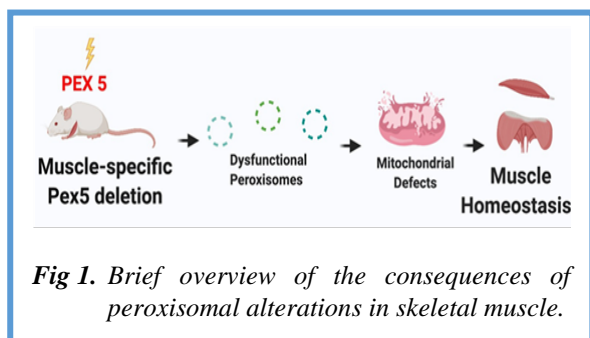 PEX 5
Muscle-specific
Pex5 deletion
Dysfunctional
Peroxisomes
Mitochondrial
Defects
Muscle
Homeostasis
Fig 1. Brief overview of the consequences of
peroxisomal alterations in skeletal muscle.